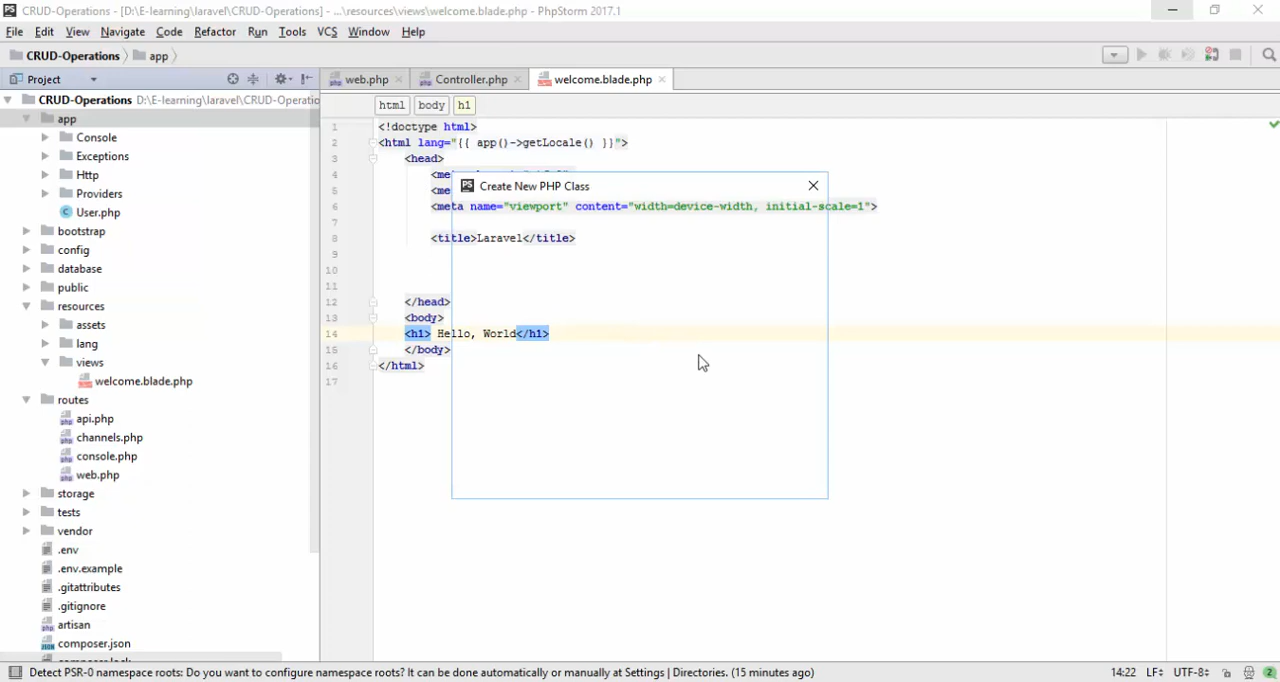 CRUD-Operations - [D:\E-learning\laravel\CRUD-Operations] - ...\resources\views\welcome.blade.php - PhpStorm 2017.1
File Edit View Navigate Code Refactor Run Tools VCS Window Help
CRUD-Operations app
Project
web.php Controller.php welcome.blade.php
CRUD-Operations D:\E-learning\laravel\CRUD-Operatio
app
Console
Exceptions
Http
Providers
User.php
bootstrap
config
database
public
resources
assets
lang
views
welcome.blade.php
routes
api.php
channels.php
console.php
web.php
storage
tests
vendor
.env
.env.example
.gitattributes
.gitignore
artisan
composer.json
composer.lock
html body h1
1 <!doctype html>
2 <html lang="{{ app()->getLocale() }}">
3 <head>
4 <me
5 <me
6 <meta name="viewport" content="width=device-width, initial-scale=1">
7
8 <title>Laravel</title>
9
10
11
12 </head>
13 <body>
14 <h1> Hello, World</h1>
15 </body>
16 </html>
17
Create New PHP Class
Detect PSR-0 namespace roots: Do you want to configure namespace roots? It can be done automatically or manually at Settings | Directories. (15 minutes ago)
14:22 LF UTF-8 2